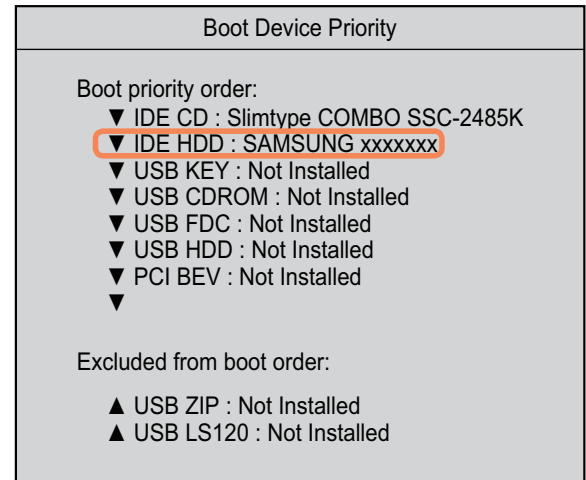 Boot Device Priority
Boot priority order:
▼ IDE CD : Slimtype COMBO SSC-2485K
▼ IDE HDD : SAMSUNG xxxxxxx
▼ USB KEY : Not Installed
▼ USB CDROM : Not Installed
▼ USB FDC : Not Installed
▼ USB HDD : Not Installed
▼ PCI BEV : Not Installed
▼
Excluded from boot order:
▲ USB ZIP : Not Installed
▲ USB LS120 : Not Installed